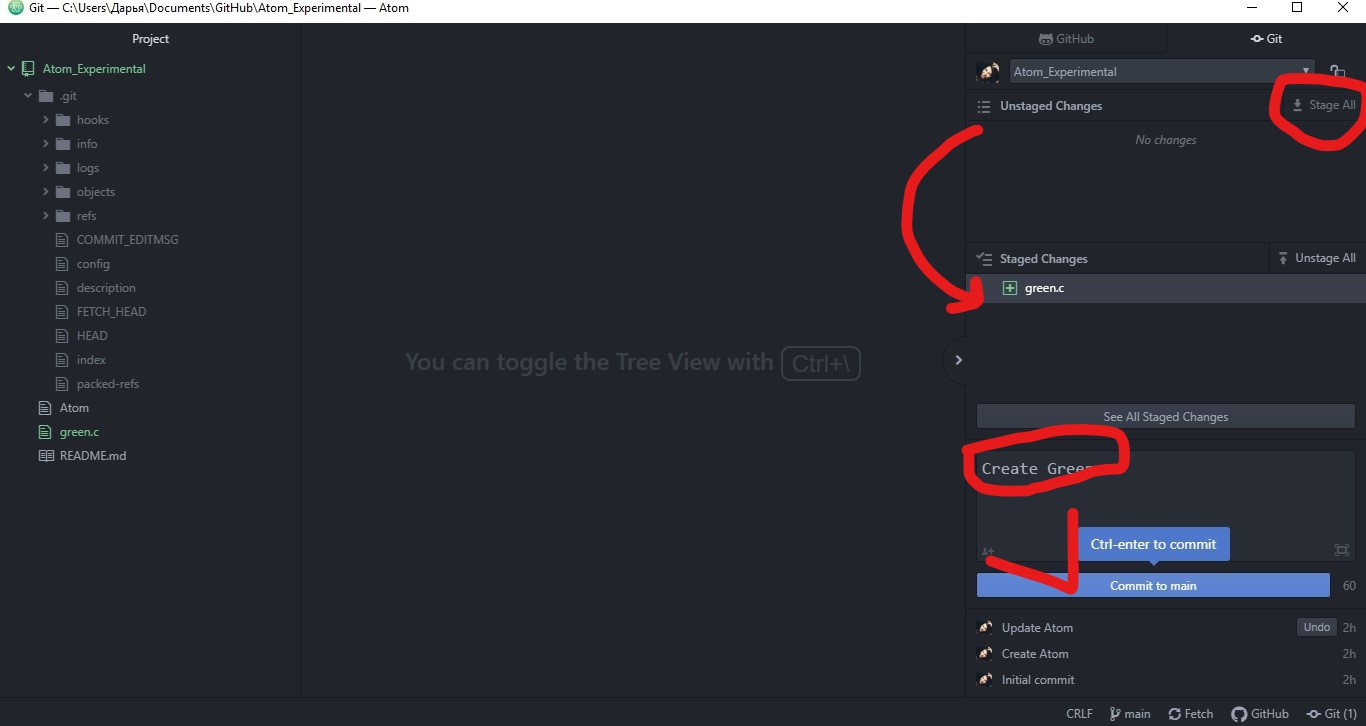 Git — C:\Users\Дарья\Documents\GitHub\Atom_Experimental — Atom
Project
Atom_Experimental
.git
hooks
info
logs
objects
refs
COMMIT_EDITMSG
config
description
FETCH_HEAD
HEAD
index
packed-refs
Atom
green.c
README.md
You can toggle the Tree View with Ctrl+\
GitHub
Git
Atom_Experimental
Unstaged Changes
Stage All
No changes
Staged Changes
Unstage All
green.c
See All Staged Changes
Create Green
Ctrl-enter to commit
Commit to main
60
Update Atom
Undo
2h
Create Atom
2h
Initial commit
2h
CRLF
main
Fetch
GitHub
Git (1)